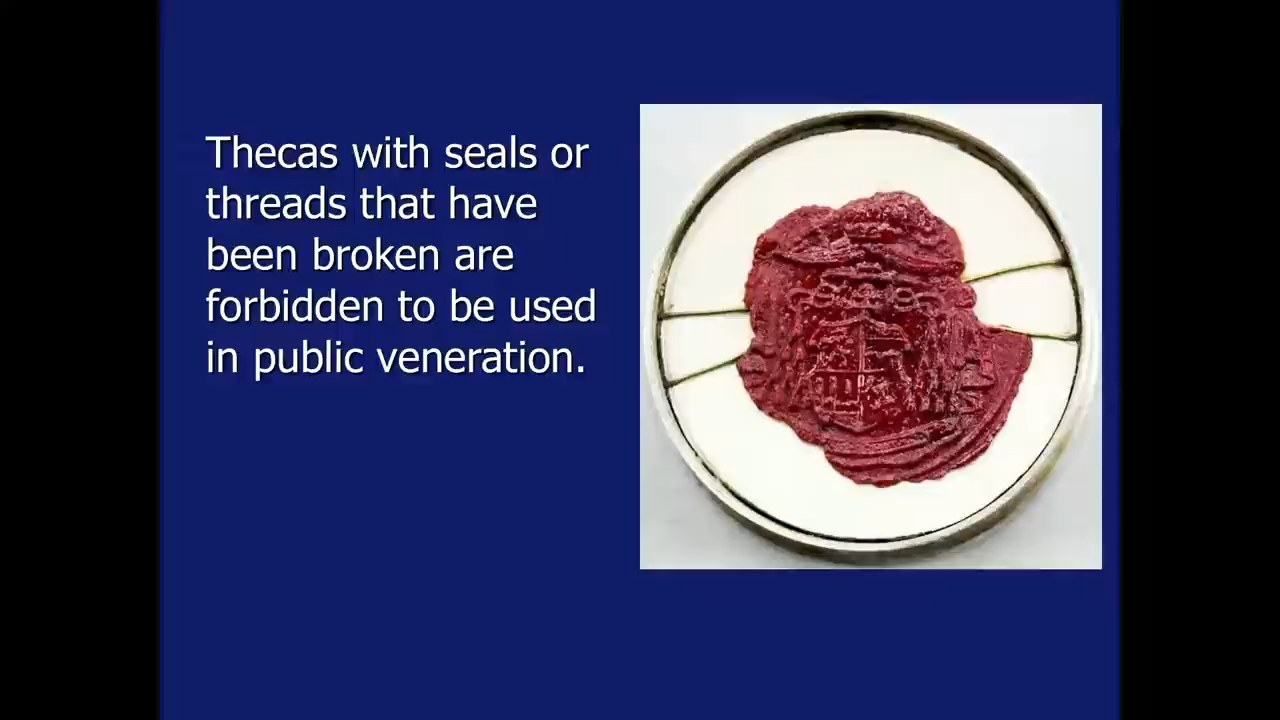 Thecas with seals or
threads that have
been broken are
forbidden to be used
in public veneration.